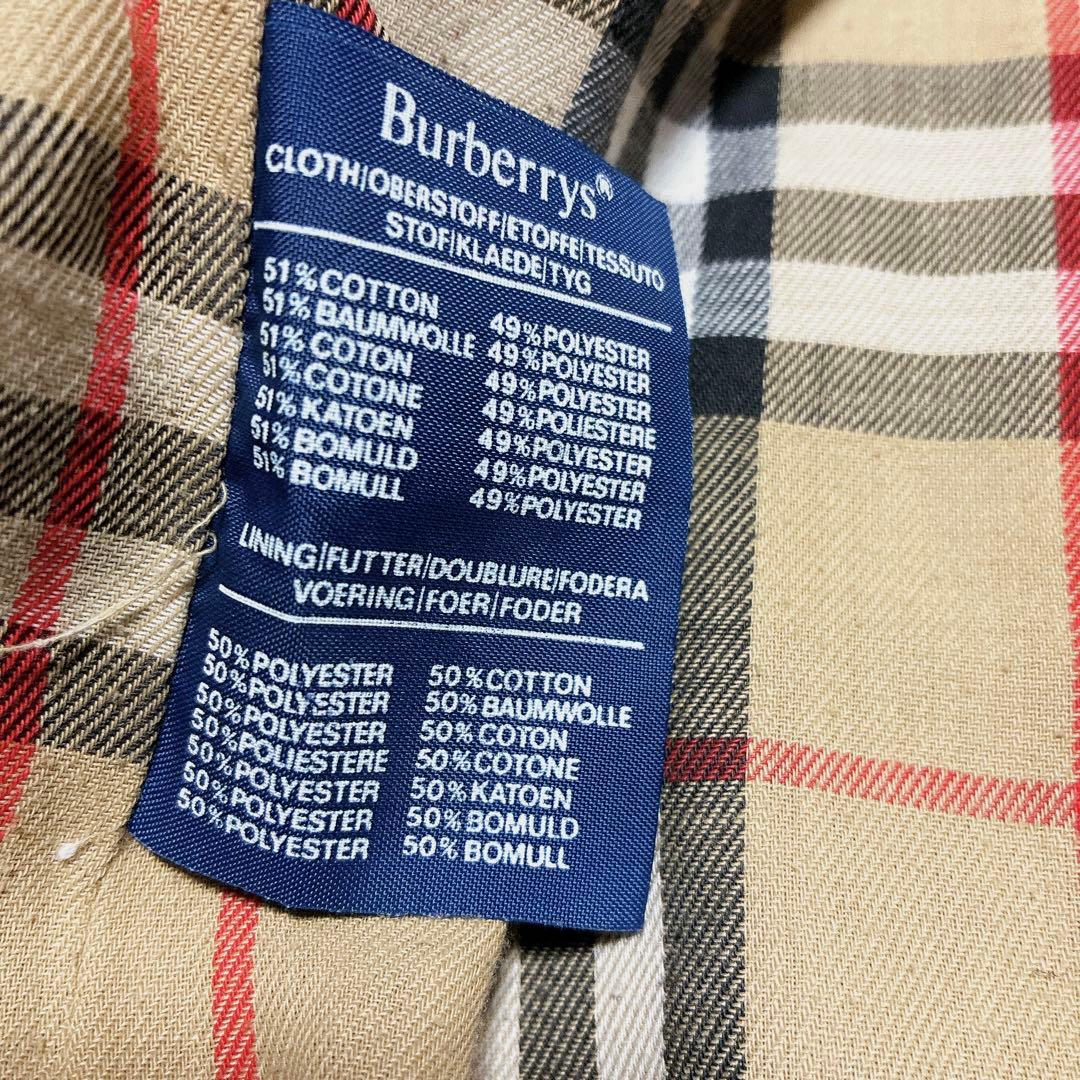 Burberrys®
CLOTH/OBERSTOFF/ETOFFE/TESSUTO
STOF/KLAEDE/TYG
51% COTTON 49% POLYESTER
51% BAUMWOLLE 49% POLYESTER
51% COTON 49% POLYESTER
51% COTONE 49% POLIESTERE
51% KATOEN 49% POLYESTER
51% BOMULD 49% POLYESTER
51% BOMULL 49% POLYESTER
LINING/FUTTER/DOUBLURE/FODERA
VOERING/FOER/FODER
50% POLYESTER 50% COTTON
50% POLYESTER 50% BAUMWOLLE
50% POLYESTER 50% COTON
50% POLIESTERE 50% COTONE
50% POLYESTER 50% KATOEN
50% POLYESTER 50% BOMULD
50% POLYESTER 50% BOMULL